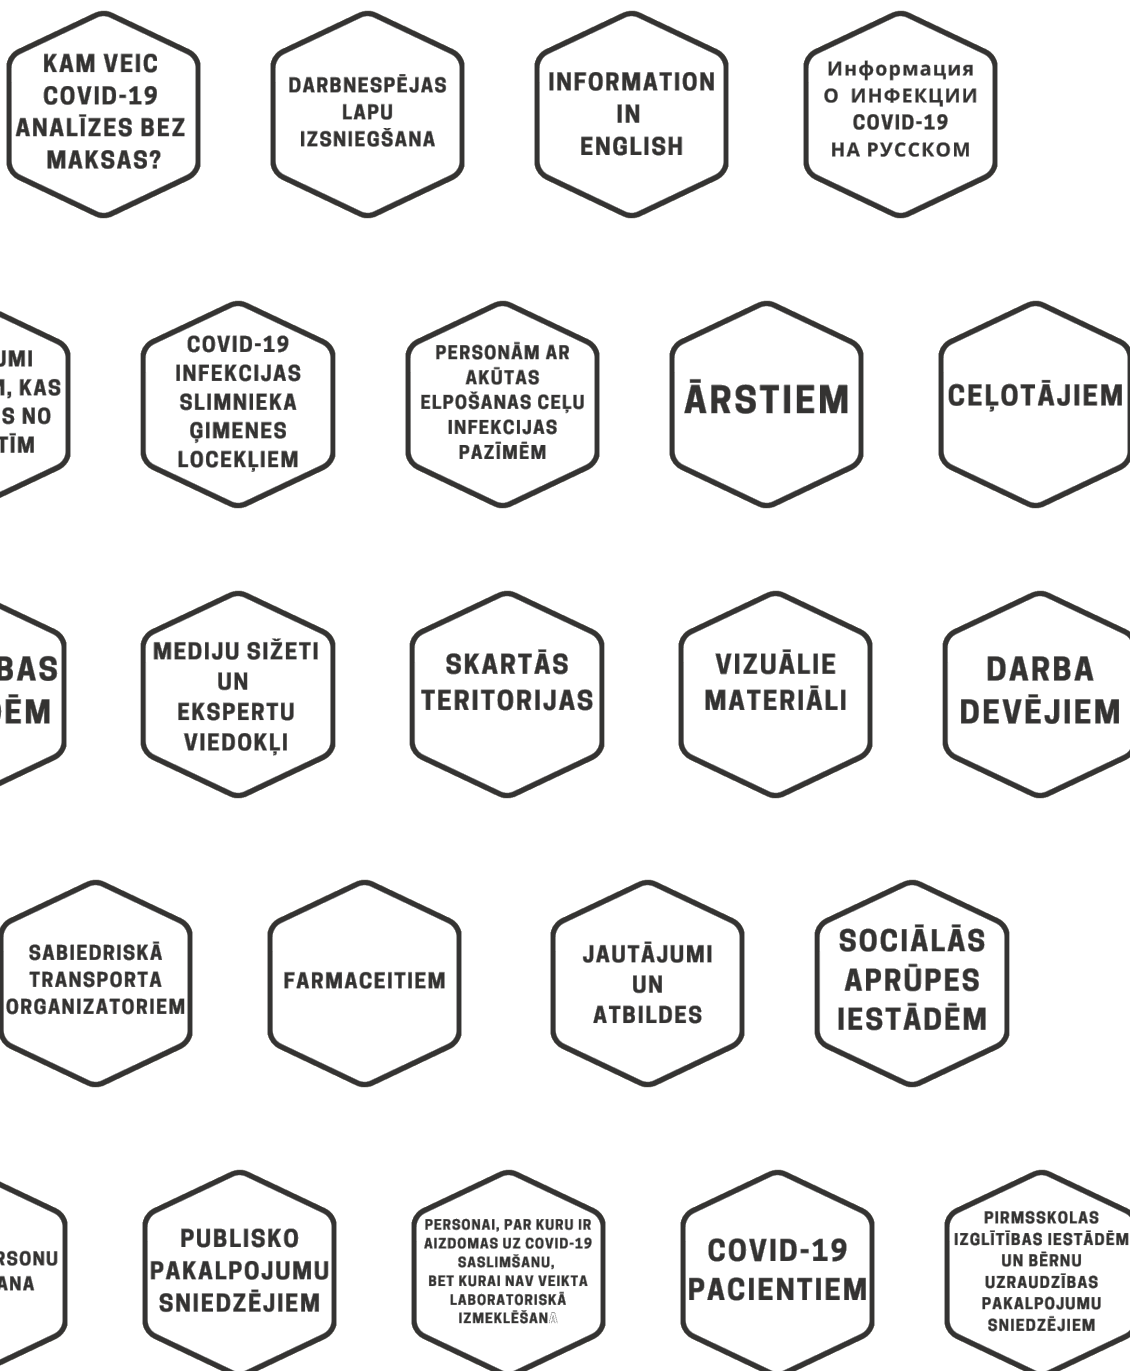 KAM VEIC
COVID-19
ANALĪZES BEZ
MAKSAS?
DARBNESPĒJAS
LAPU
IZSNIEGŠANA
INFORMATION
IN
ENGLISH
Информация
О ИНФЕКЦИИ
COVID-19
НА РУССКОМ
KAS
NO
COVID-19
INFEKCIJAS
SLIMNIEKA
ĢIMENES
LOCEKĻIEM
PERSONĀM AR
AKŪTAS
ELPOŠANAS CEĻU
INFEKCIJAS
PAZĪMĒM
ĀRSTIEM
CEĻOTĀJIEM
MEDIJU SIŽETI
UN
EKSPERTU
VIEDOKĻI
SKARTĀS
TERITORIJAS
VIZUĀLIE
MATERIĀLI
DARBA
DEVĒJIEM
SABIEDRISKĀ
TRANSPORTA
ORGANIZATORIEM
FARMACEITIEM
JAUTĀJUMI
UN
ATBILDES
SOCIĀLĀS
APRŪPES
IESTĀDĒM
PUBLISKO
PAKALPOJUMU
SNIEDZĒJIEM
PERSONAI, PAR KURU IR
AIZDOMAS UZ COVID-19
SASLIMŠANU,
BET KURAI NAV VEIKTA
LABORATORISKĀ
IZMEKLĒŠANA
COVID-19
PACIENTIEM
PIRMSSKOLAS
IZGLĪTĪBAS IESTĀDĒM
UN BĒRNU
UZRAUDZĪBAS
PAKALPOJUMU
SNIEDZĒJIEM